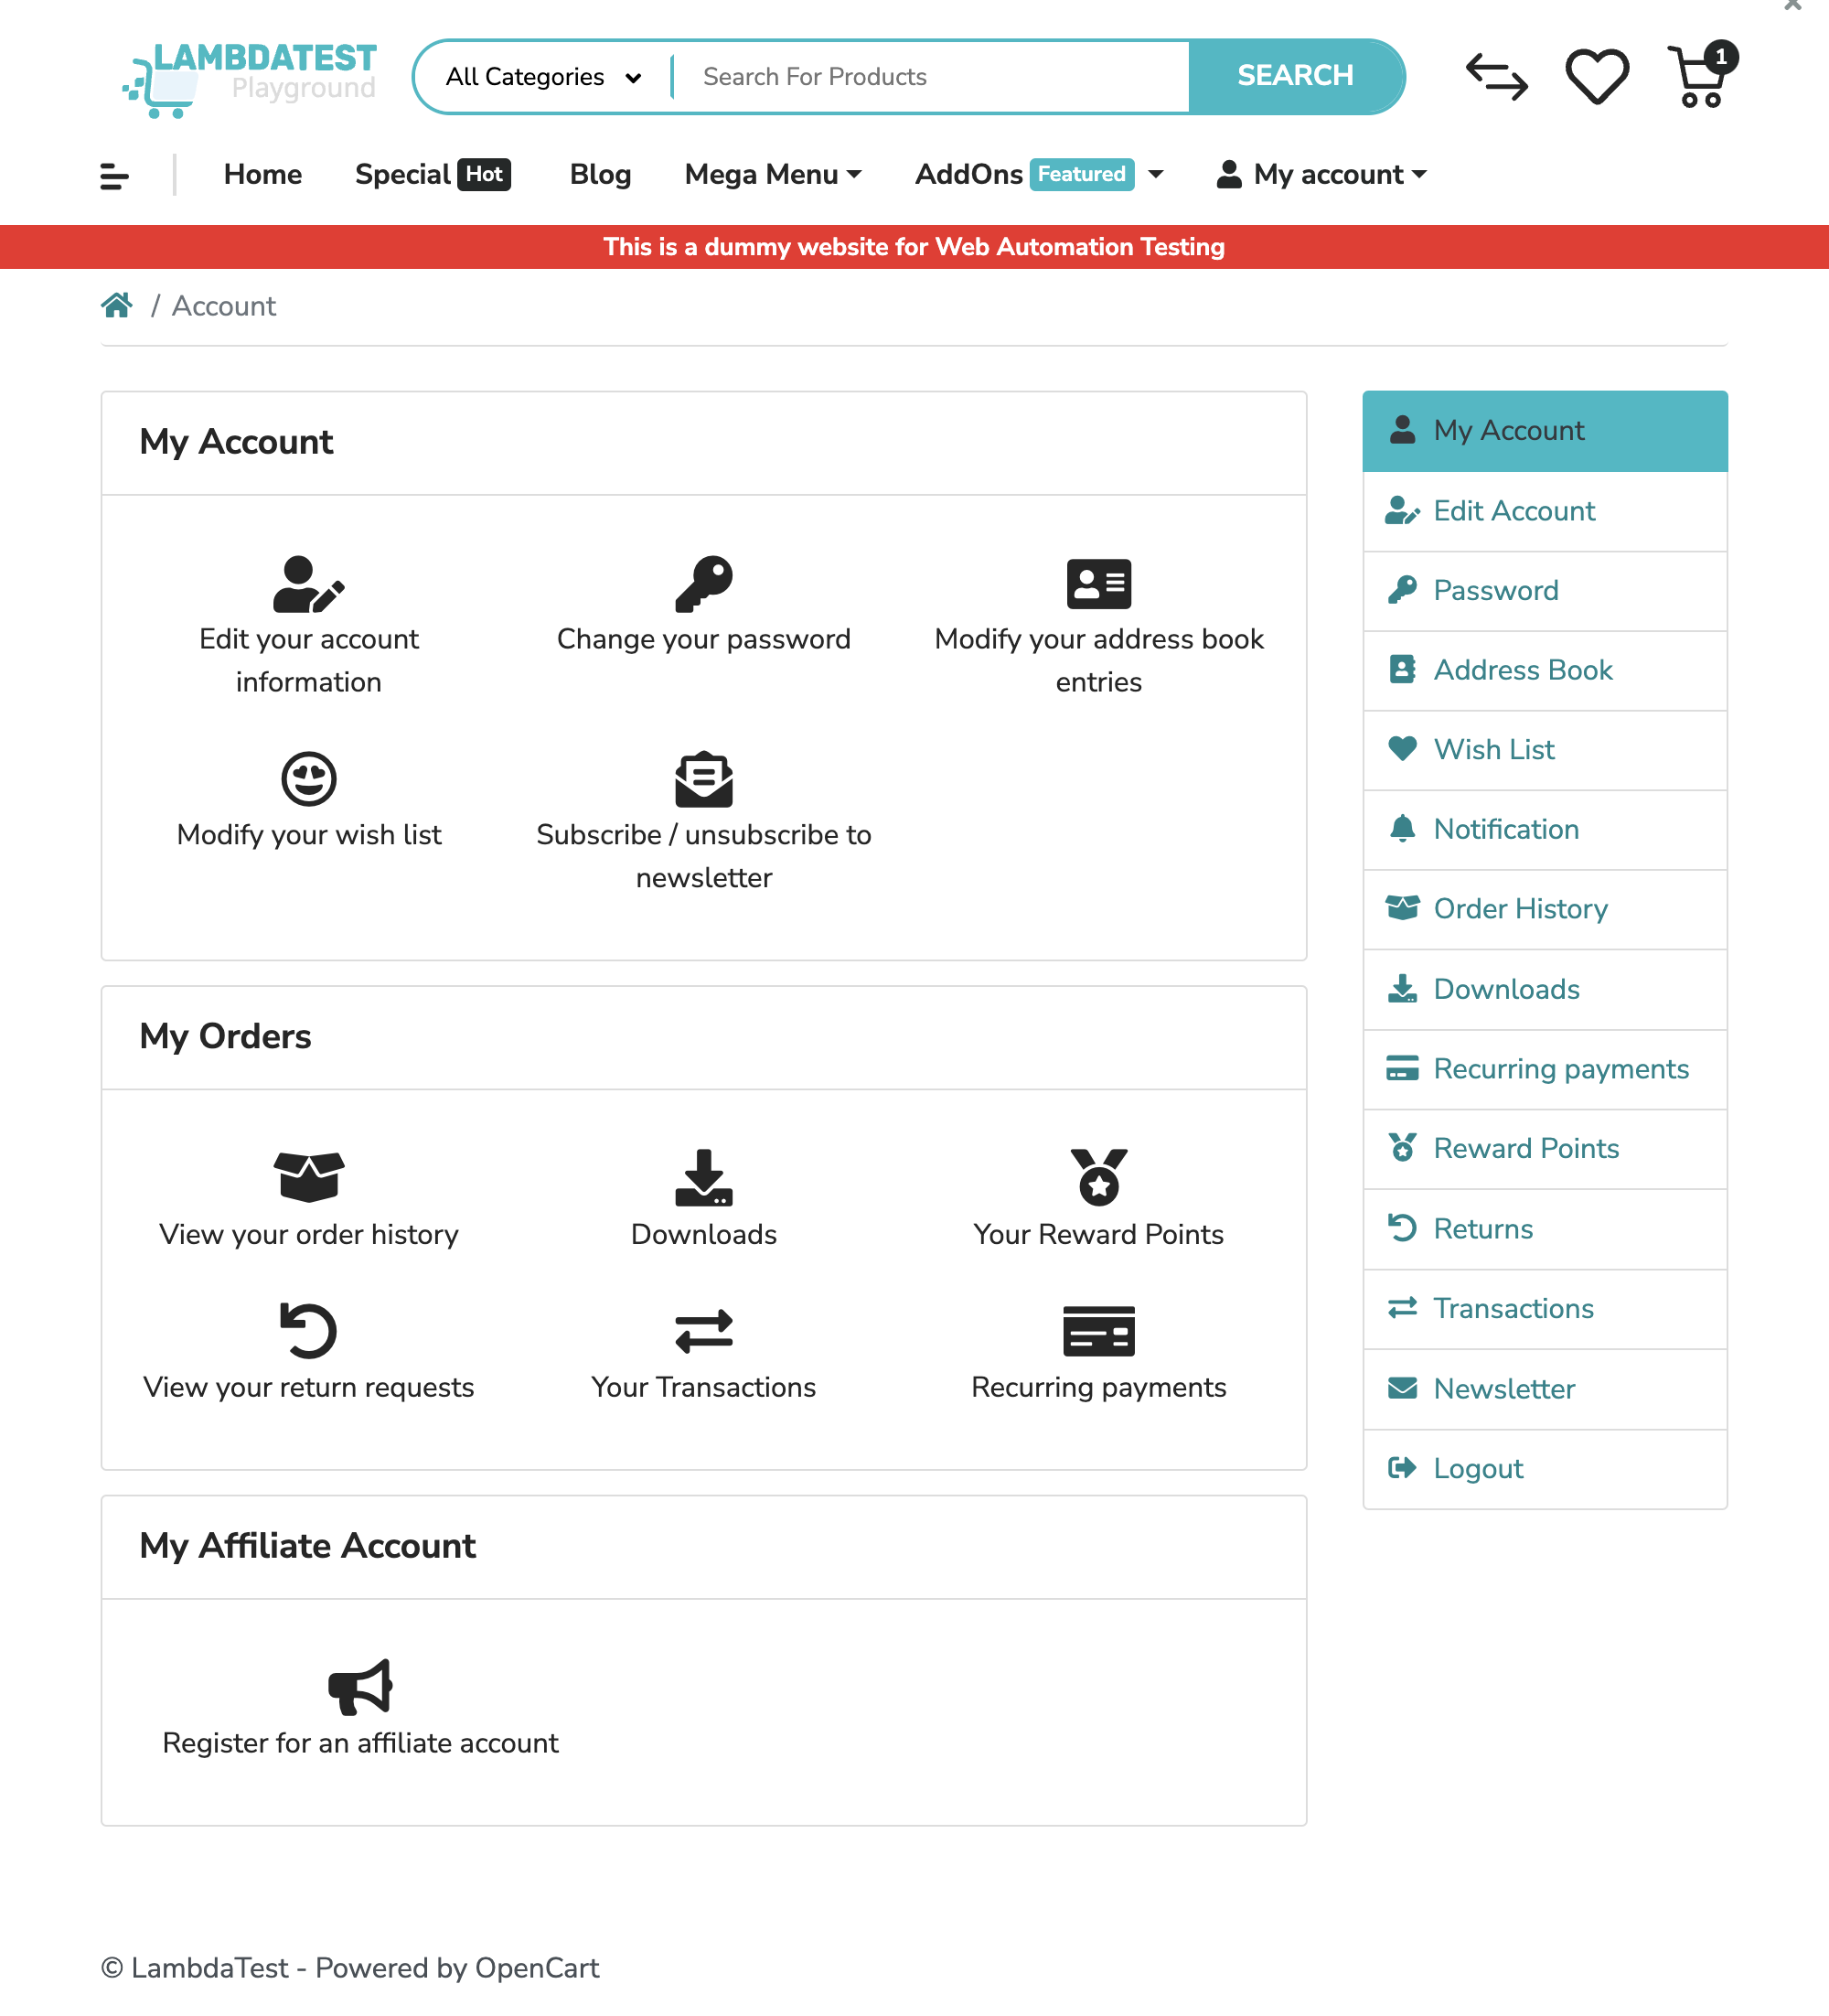 LAMBDATEST
Playground
All Categories
Search For Products
SEARCH
1
Home
Special Hot
Blog
Mega Menu
AddOns Featured
My account
This is a dummy website for Web Automation Testing
/ Account
My Account
Edit your account
information
Change your password
Modify your address book
entries
Modify your wish list
Subscribe / unsubscribe to
newsletter
My Orders
View your order history
Downloads
Your Reward Points
View your return requests
Your Transactions
Recurring payments
My Affiliate Account
Register for an affiliate account
My Account
Edit Account
Password
Address Book
Wish List
Notification
Order History
Downloads
Recurring payments
Reward Points
Returns
Transactions
Newsletter
Logout
© LambdaTest - Powered by OpenCart